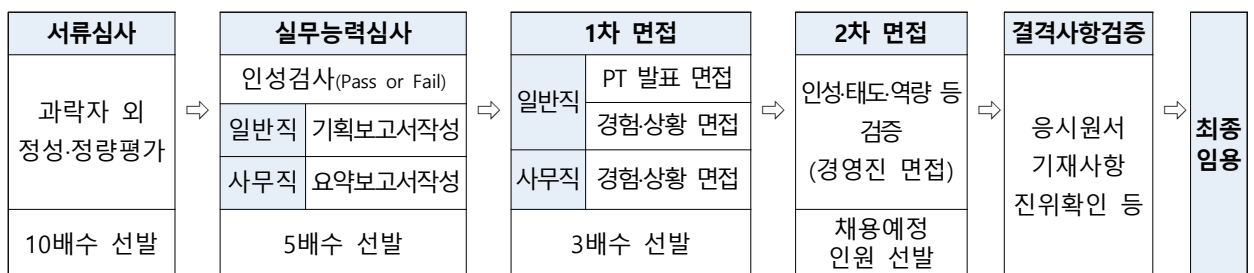 서류심사
과락자 외
정성·정량평가
10배수 선발
⇨
실무능력심사
인성검사(Pass or Fail)
일반직 기획보고서작성
사무직 요약보고서작성
5배수 선발
⇨
1차 면접
일반직
PT 발표 면접
경험·상황 면접
사무직 경험·상황 면접
3배수 선발
⇨
2차 면접
인성·태도·역량 등
검증
(경영진 면접)
채용예정
인원 선발
⇨
결격사항검증
응시원서
기재사항
진위확인 등
⇨
최종
임용